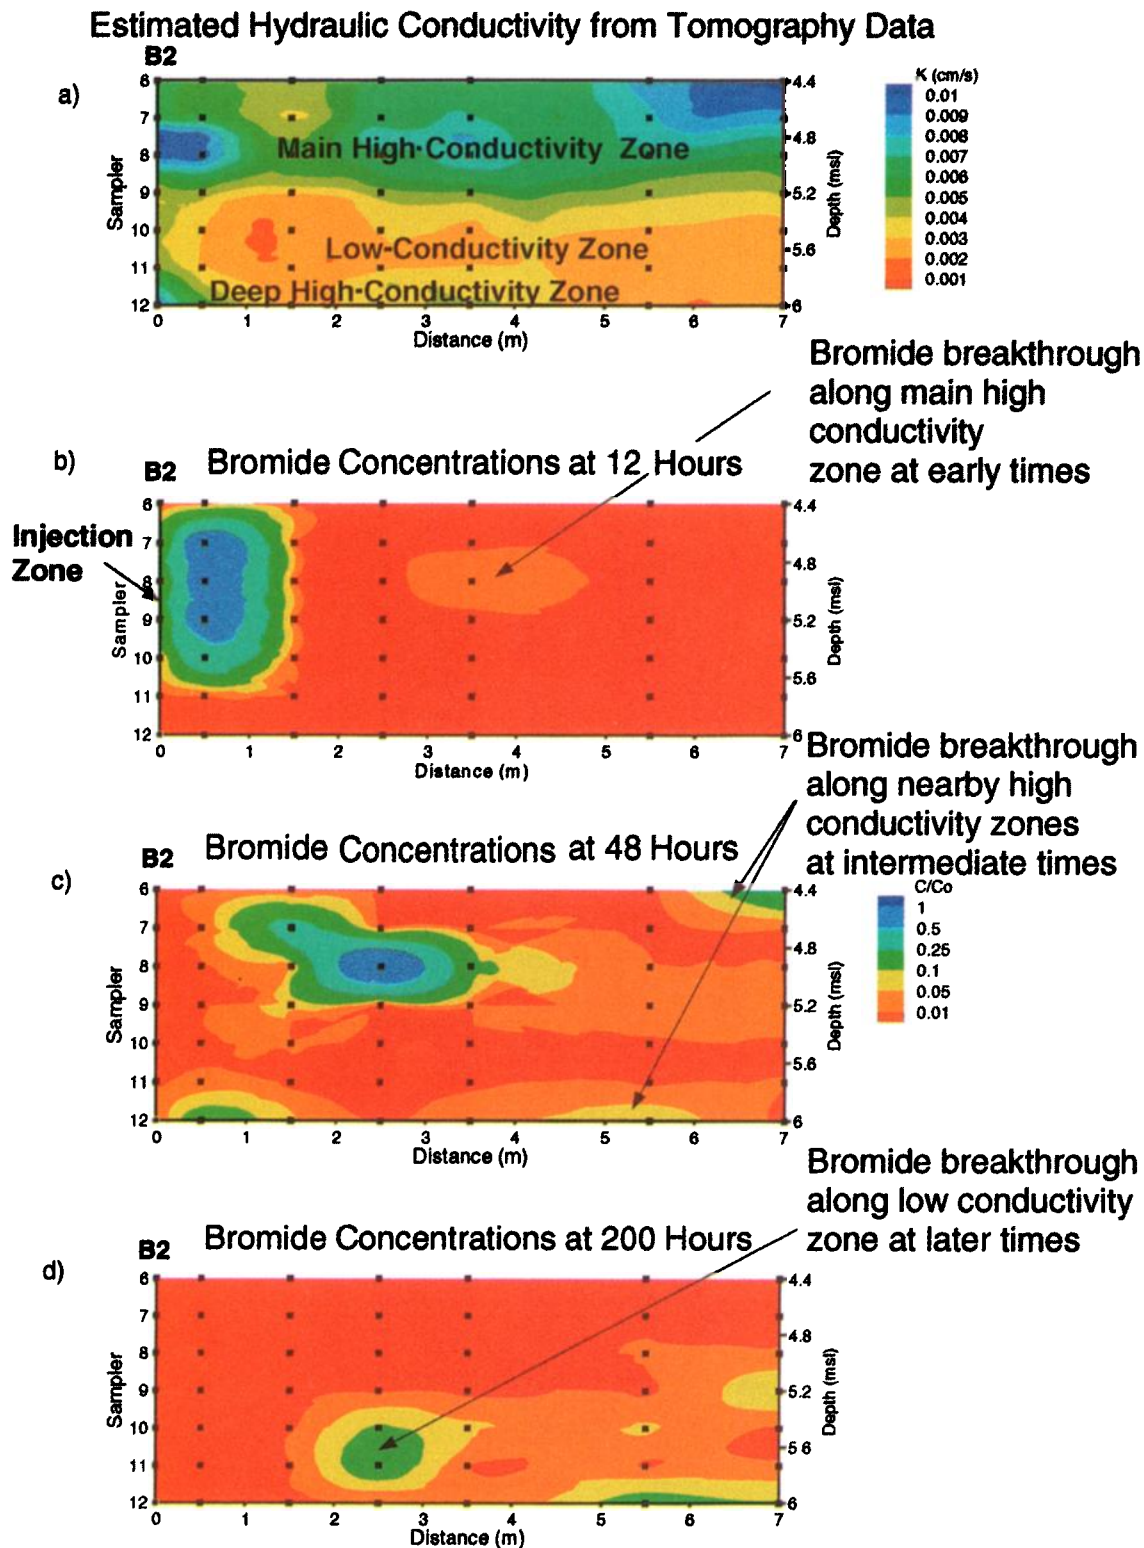 Estimated Hydraulic Conductivity from Tomography Data
a)
B2
6
7
8
9
10
11
12
Sampler
Main High-Conductivity Zone
Low-Conductivity Zone
Deep High-Conductivity Zone
4.4
4.8
5.2
5.6
6
Depth (msl)
0 1 2 3 4 5 6 7
Distance (m)
K (cm/s)
0.01
0.009
0.008
0.007
0.006
0.005
0.004
0.003
0.002
0.001
Bromide breakthrough
along main high
conductivity
zone at early times
b)
B2
Bromide Concentrations at 12 Hours
Injection
Zone
6
7
8
9
10
11
12
Sampler
4.4
4.8
5.2
5.6
6
Depth (msl)
0 1 2 3 4 5 6 7
Distance (m)
Bromide breakthrough
along nearby high
conductivity zones
at intermediate times
c)
B2
Bromide Concentrations at 48 Hours
6
7
8
9
10
11
12
Sampler
4.4
4.8
5.2
5.6
6
Depth (msl)
0 1 2 3 4 5 6 7
Distance (m)
C/Co
1
0.5
0.25
0.1
0.05
0.01
Bromide breakthrough
along low conductivity
zone at later times
d)
B2
Bromide Concentrations at 200 Hours
6
7
8
9
10
11
12
Sampler
4.4
4.8
5.2
5.6
6
Depth (msl)
0 1 2 3 4 5 6 7
Distance (m)